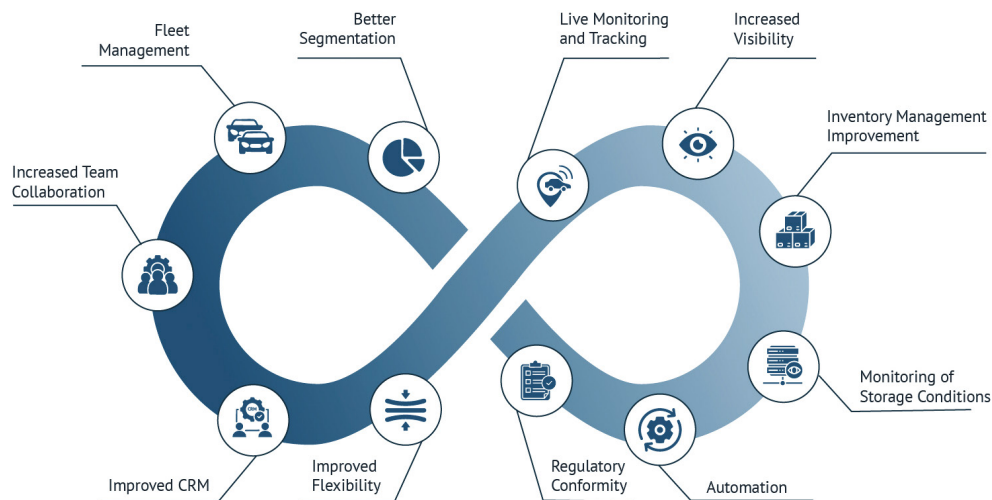 Fleet
Management
Better
Segmentation
Live Monitoring
and Tracking
Increased
Visibility
Inventory Management
Improvement
Increased Team
Collaboration
CRM
Monitoring of
Storage Conditions
Improved CRM
Improved
Flexibility
Regulatory
Conformity
Automation